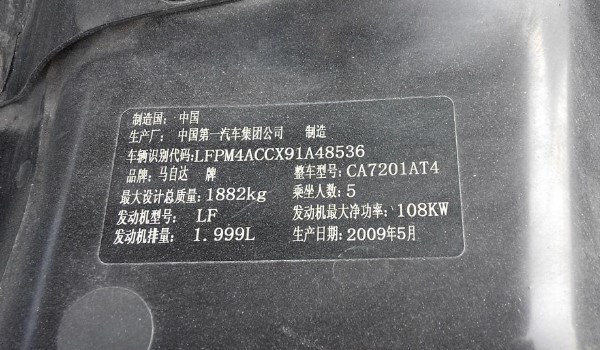 制造国：中国
生产厂：中国第一汽车集团公司 制造
车辆识别代码:LFPM4ACCX91A48536
品牌：马自达 牌 整车型号：CA7201AT4
最大设计总质量：1882kg 乘坐人数：5
发动机型号：LF 发动机最大净功率：108KW
发动机排量：1.999L 生产日期：2009年5月